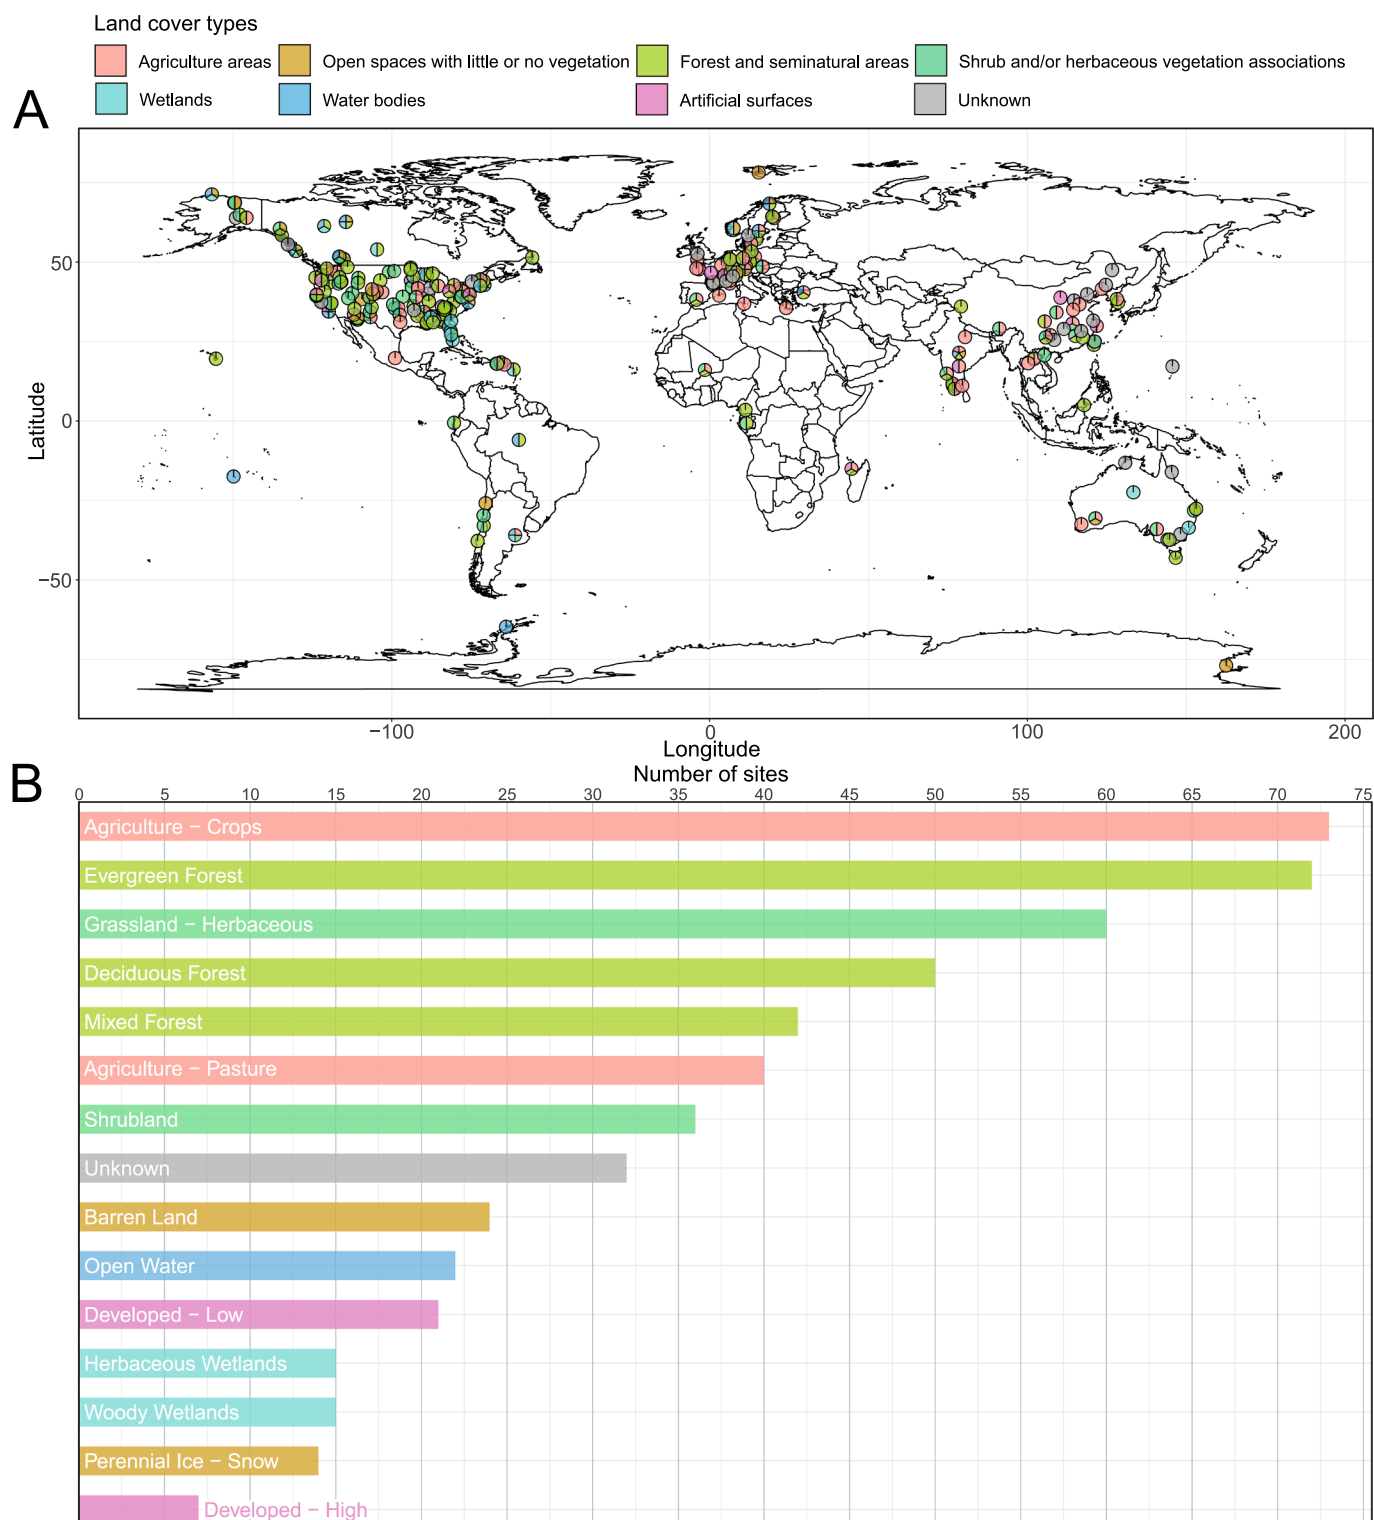 Land cover types
Agriculture areas Open spaces with little or no vegetation Forest and seminatural areas Shrub and/or herbaceous vegetation associations
Wetlands Water bodies Artificial surfaces Unknown
A
Latitude
50
0
−50
−100 0 100 200
Longitude
B
Number of sites
0 5 10 15 20 25 30 35 40 45 50 55 60 65 70 75
Agriculture − Crops
Evergreen Forest
Grassland − Herbaceous
Deciduous Forest
Mixed Forest
Agriculture − Pasture
Shrubland
Unknown
Barren Land
Open Water
Developed − Low
Herbaceous Wetlands
Woody Wetlands
Perennial Ice − Snow
Developed − High